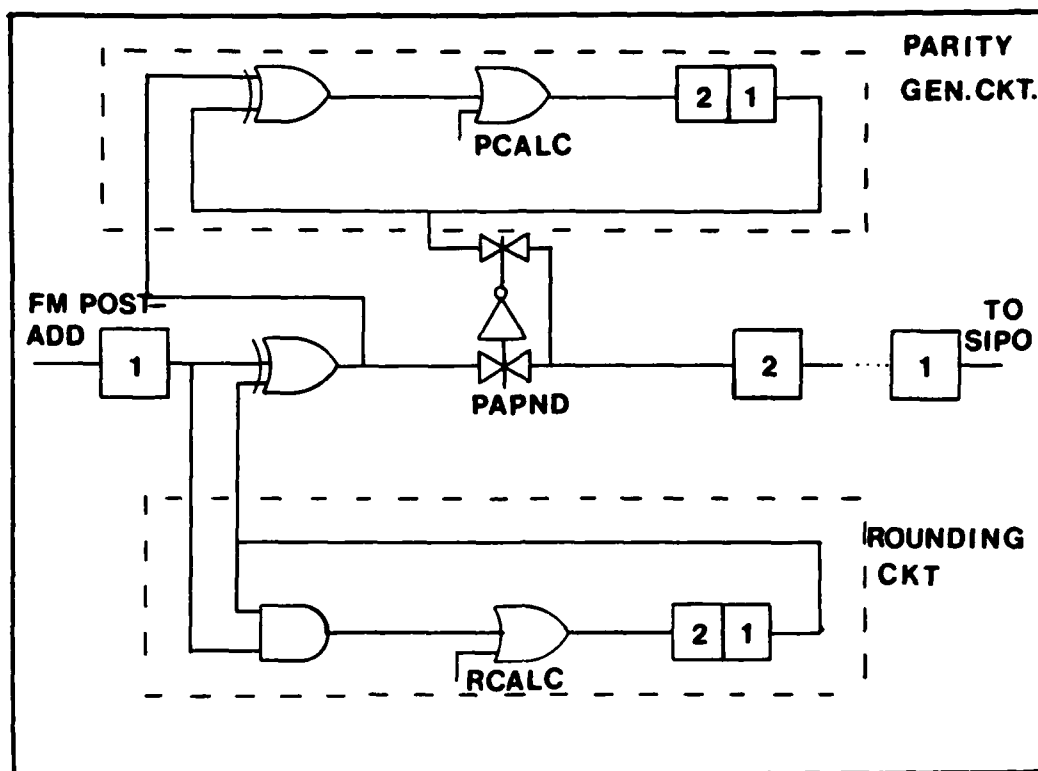 PARITY
GEN. CKT.
2 1
PCALC
FM POST-
ADD
1
PAPND
2
1
TO
SIPO
ROUNDING
CKT
2 1
RCALC